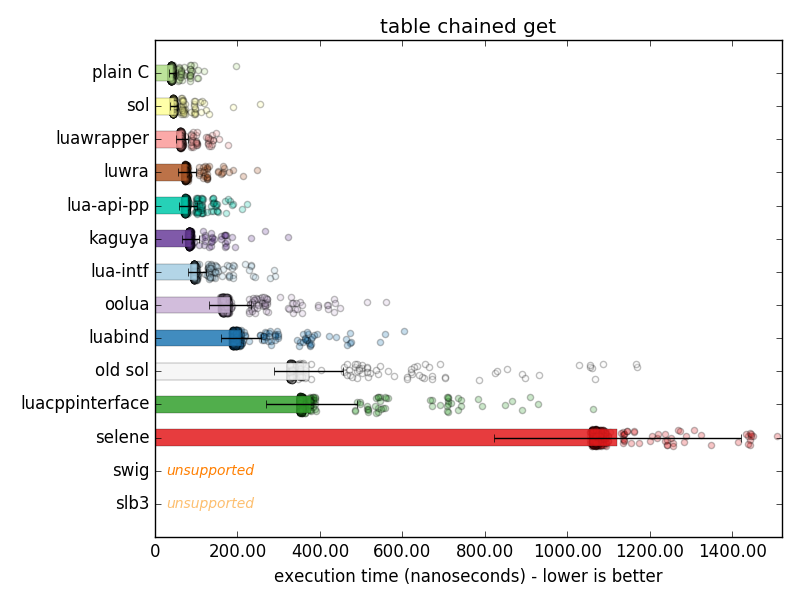 table chained get
plain C
sol
luawrapper
luwra
lua-api-pp
kaguya
lua-intf
oolua
luabind
old sol
luacppinterface
selene
swig unsupported
slb3 unsupported
0 200.00 400.00 600.00 800.00 1000.00 1200.00 1400.00
execution time (nanoseconds) - lower is better